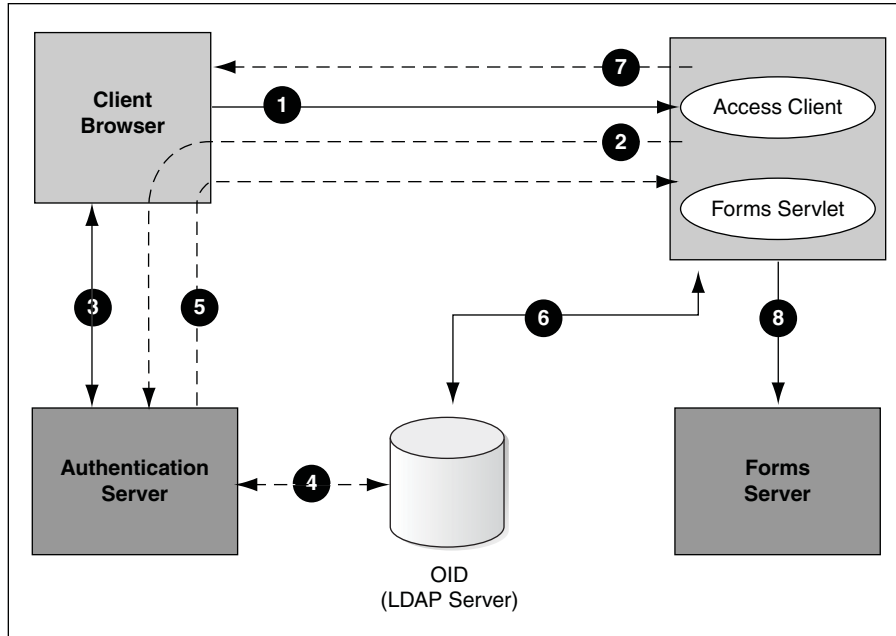 Client
Browser
7
1
Access Client
2
Forms Servlet
3
5
6
8
Authentication
Server
4
Forms
Server
OID
(LDAP Server)